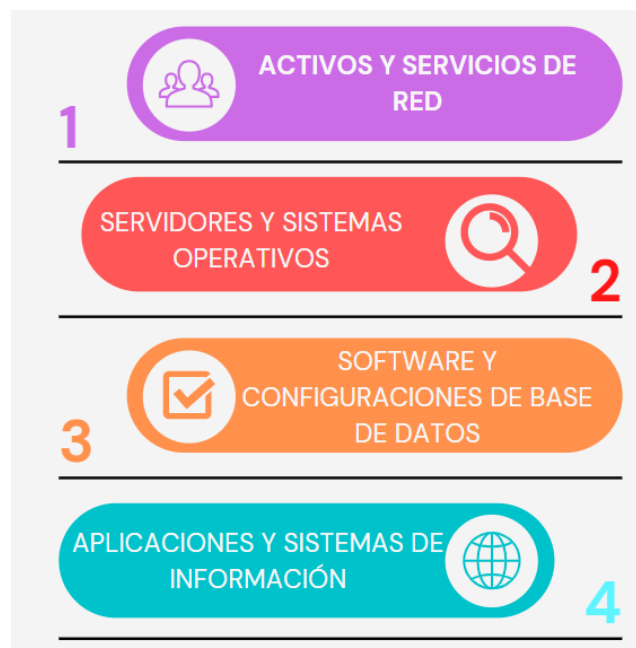 ACTIVOS Y SERVICIOS DE
RED
1
SERVIDORES Y SISTEMAS
OPERATIVOS
2
SOFTWARE Y
CONFIGURACIONES DE BASE
DE DATOS
3
APLICACIONES Y SISTEMAS DE
INFORMACIÓN
4